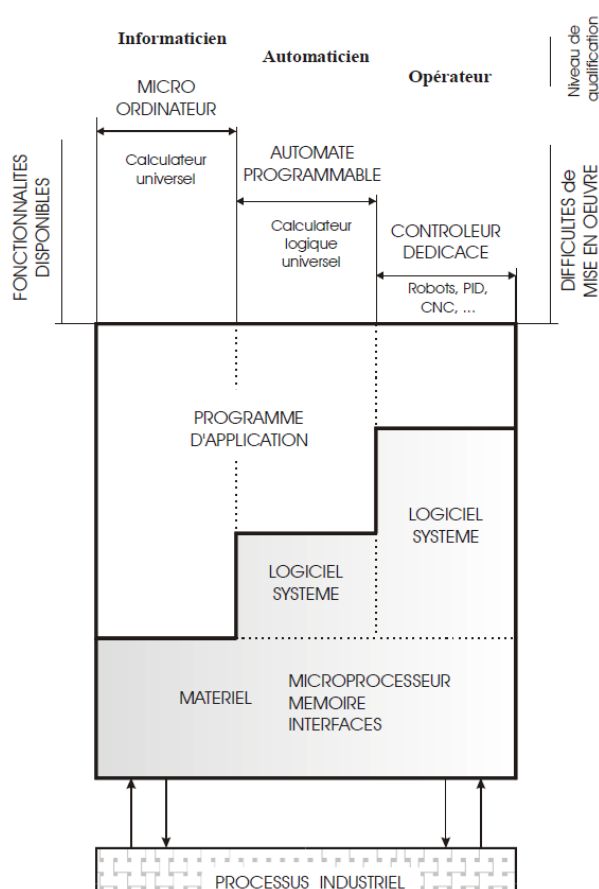 Informaticien
Automaticien
Opérateur
Niveau de
qualification
MICRO
ORDINATEUR
Calculateur
universel
AUTOMATE
PROGRAMMABLE
Calculateur
logique
universel
CONTROLEUR
DEDICACE
Robots, PID,
CNC, ...
FONCTIONNALITES
DISPONIBLES
DIFFICULTES de
MISE EN OEUVRE
PROGRAMME
D'APPLICATION
LOGICIEL
SYSTEME
LOGICIEL
SYSTEME
MATERIEL
MICROPROCESSEUR
MEMOIRE
INTERFACES
PROCESSUS INDUSTRIEL